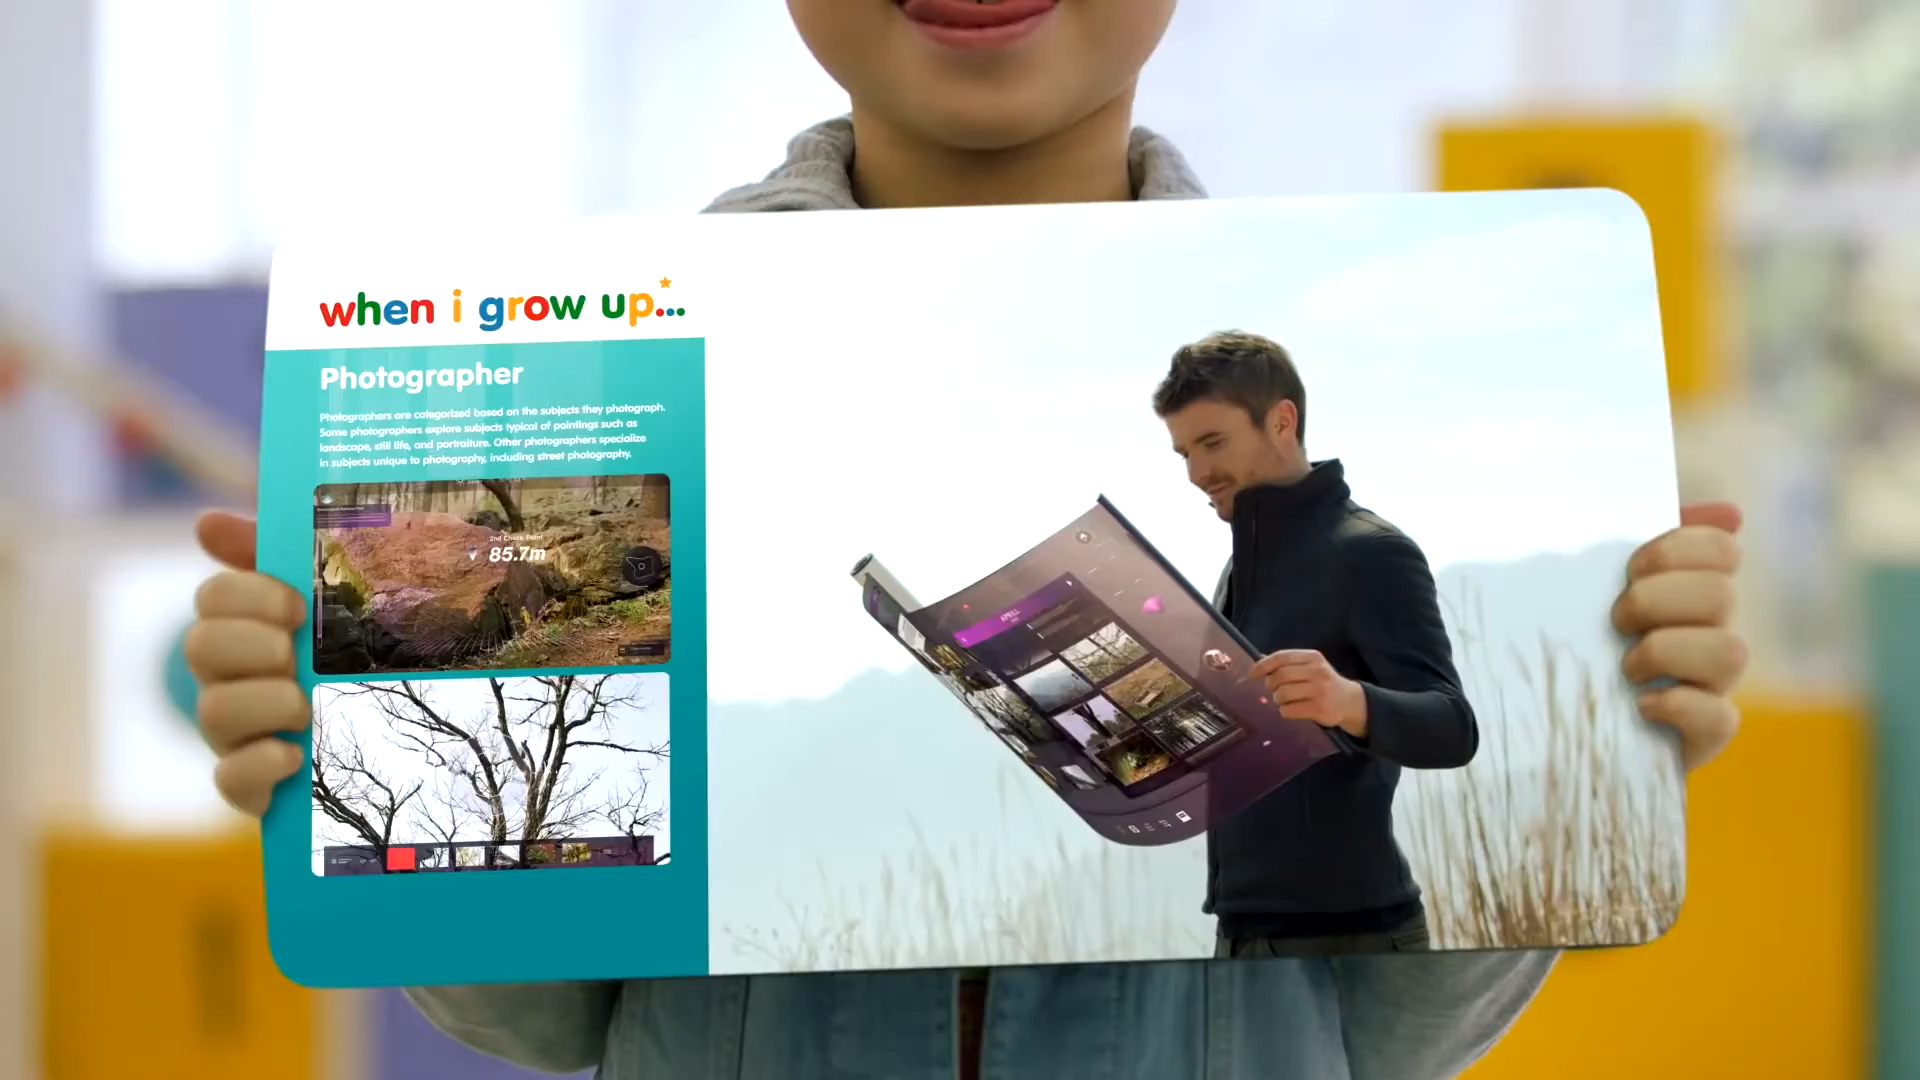 when i grow up...
Photographer
Photographers are categorized based on the subjects they photograph.
Some photographers explore subjects typical of paintings such as
landscape, still life, and portraiture. Other photographers specialize
in subjects unique to photography, including street photography.
2nd Check Point
85.7m
APRILL